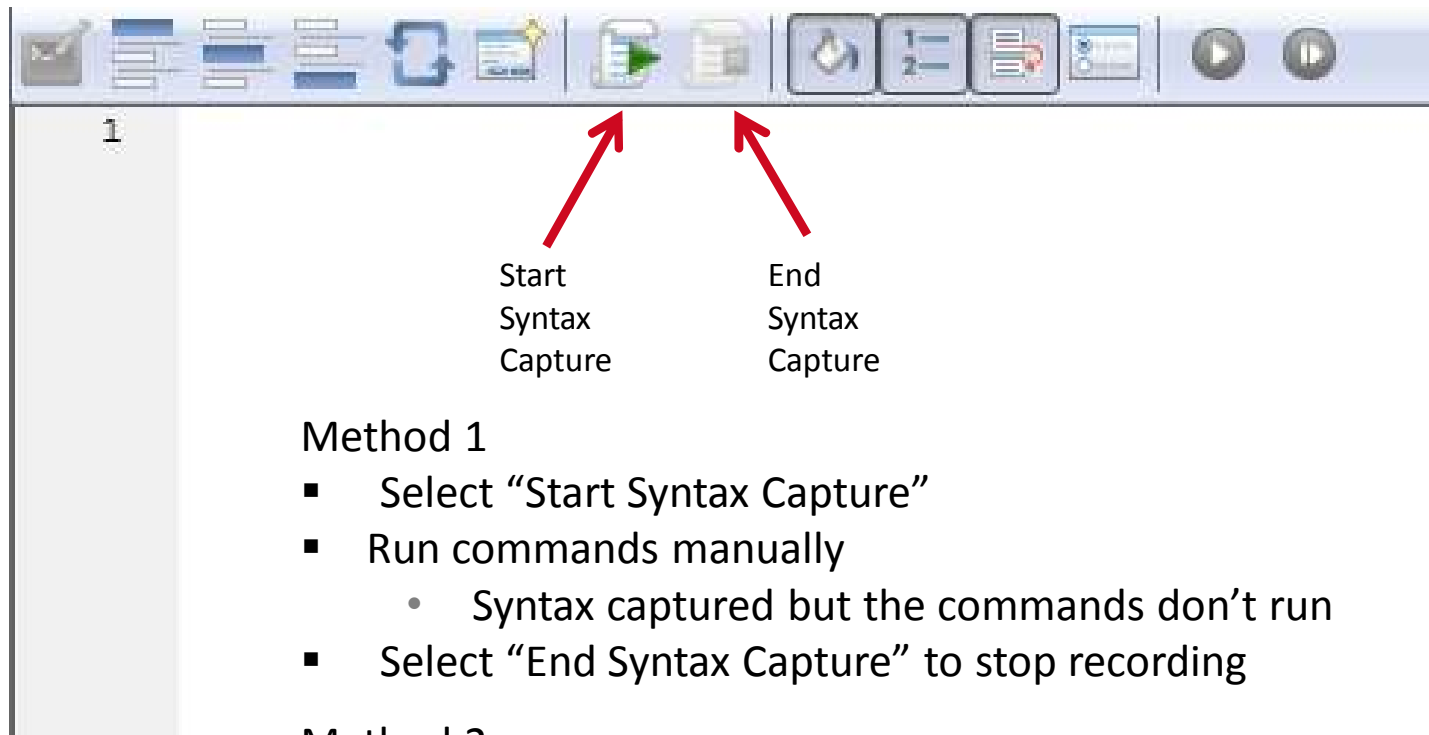 1
Start
Syntax
Capture
End
Syntax
Capture
Method 1
▪ Select “Start Syntax Capture”
▪ Run commands manually
• Syntax captured but the commands don’t run
▪ Select “End Syntax Capture” to stop recording